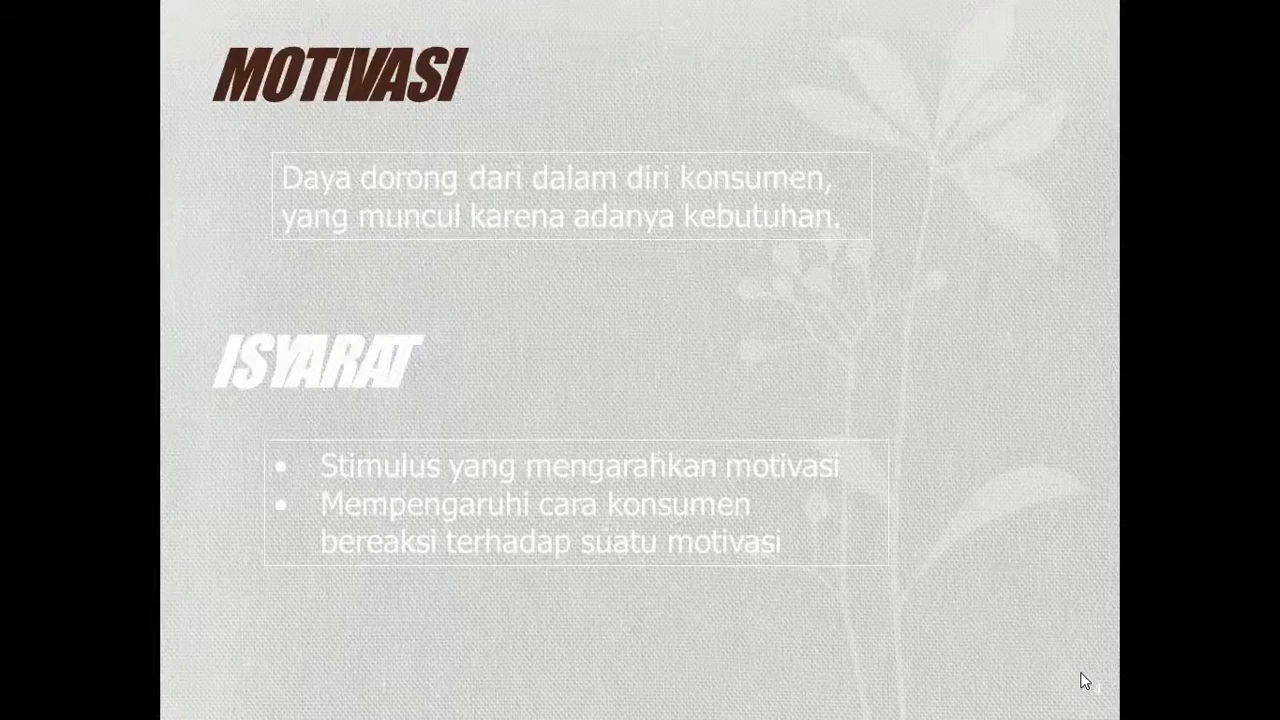 MOTIVASI
Daya dorong dari dalam diri konsumen,
yang muncul karena adanya kebutuhan.
ISYARAT
• Stimulus yang mengarahkan motivasi
• Mempengaruhi cara konsumen
bereaksi terhadap suatu motivasi
4